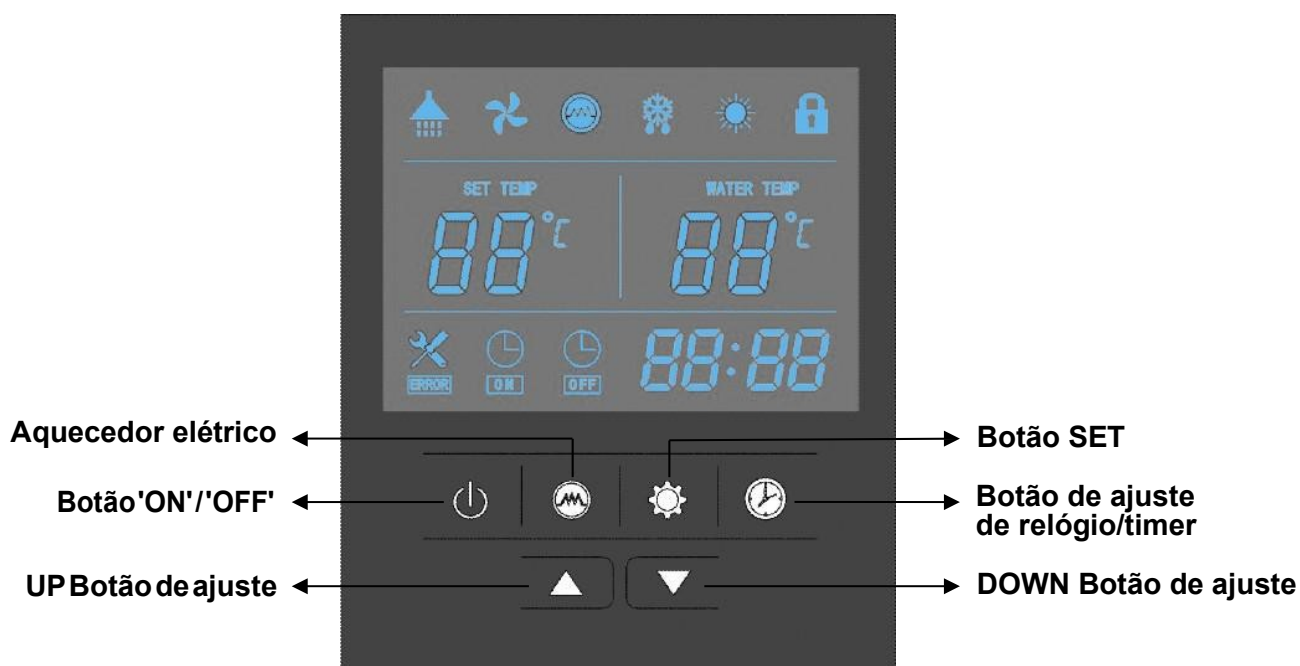 SET TEMP
WATER TEMP
88°C
88°C
ERROR
ON
OFF
88:88
Aquecedor elétrico
Botão SET
Botão 'ON'/'OFF'
Botão de ajuste
de relógio/timer
UP Botão de ajuste
DOWN Botão de ajuste